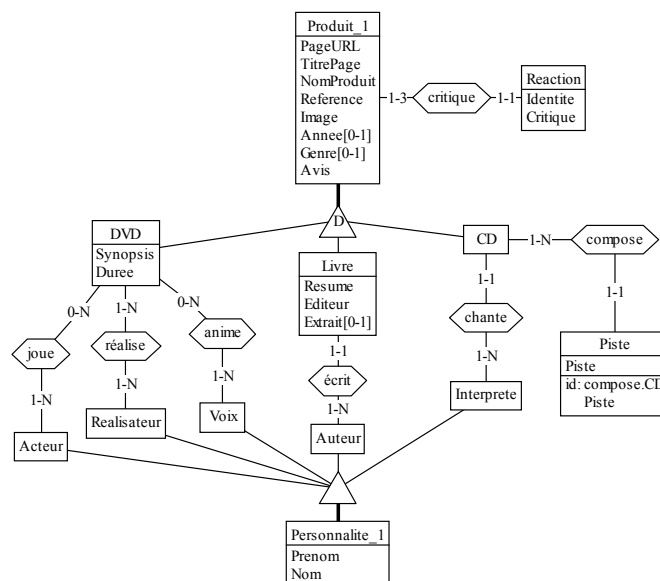 Produit_1
PageURL
TitrePage
NomProduit
Reference
Image
Annee[0-1]
Genre[0-1]
Avis
1-3
critique
1-1
Reaction
Identite
Critique
D
DVD
Synopsis
Duree
Livre
Resume
Editeur
Extrait[0-1]
CD
1-N
compose
0-N
1-N
0-N
1-1
1-1
joue
réalise
anime
chante
1-1
Piste
Piste
id: compose.CD
Piste
écrit
1-N
1-N
1-N
1-N
1-N
Acteur
Realisateur
Voix
Auteur
Interprete
Personnalite_1
Prenom
Nom